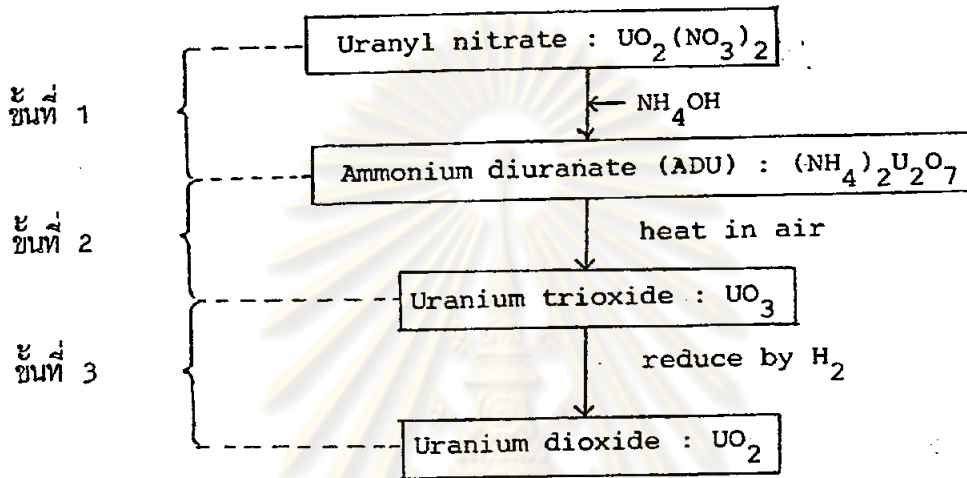 Uranyl nitrate : UO2(NO3)2
ขั้นที่ 1
NH4OH
Ammonium diuranate (ADU) : (NH4)2U2O7
ขั้นที่ 2
heat in air
Uranium trioxide : UO3
ขั้นที่ 3
reduce by H2
Uranium dioxide : UO2